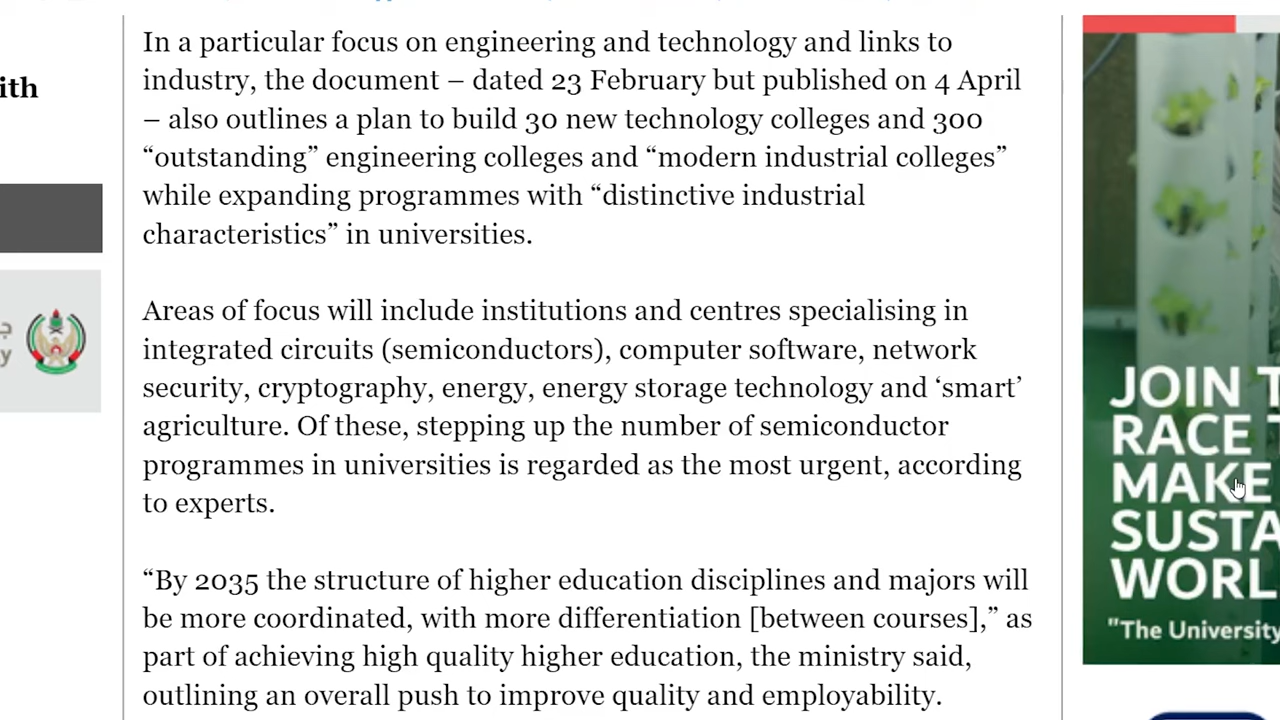 In a particular focus on engineering and technology and links to
industry, the document – dated 23 February but published on 4 April
– also outlines a plan to build 30 new technology colleges and 300
“outstanding” engineering colleges and “modern industrial colleges”
while expanding programmes with “distinctive industrial
characteristics” in universities.
Areas of focus will include institutions and centres specialising in
integrated circuits (semiconductors), computer software, network
security, cryptography, energy, energy storage technology and ‘smart’
agriculture. Of these, stepping up the number of semiconductor
programmes in universities is regarded as the most urgent, according
to experts.
“By 2035 the structure of higher education disciplines and majors will
be more coordinated, with more differentiation [between courses],” as
part of achieving high quality higher education, the ministry said,
outlining an overall push to improve quality and employability.
ith
JOIN T
RACE
MAKE
SUSTA
WORL
"The University